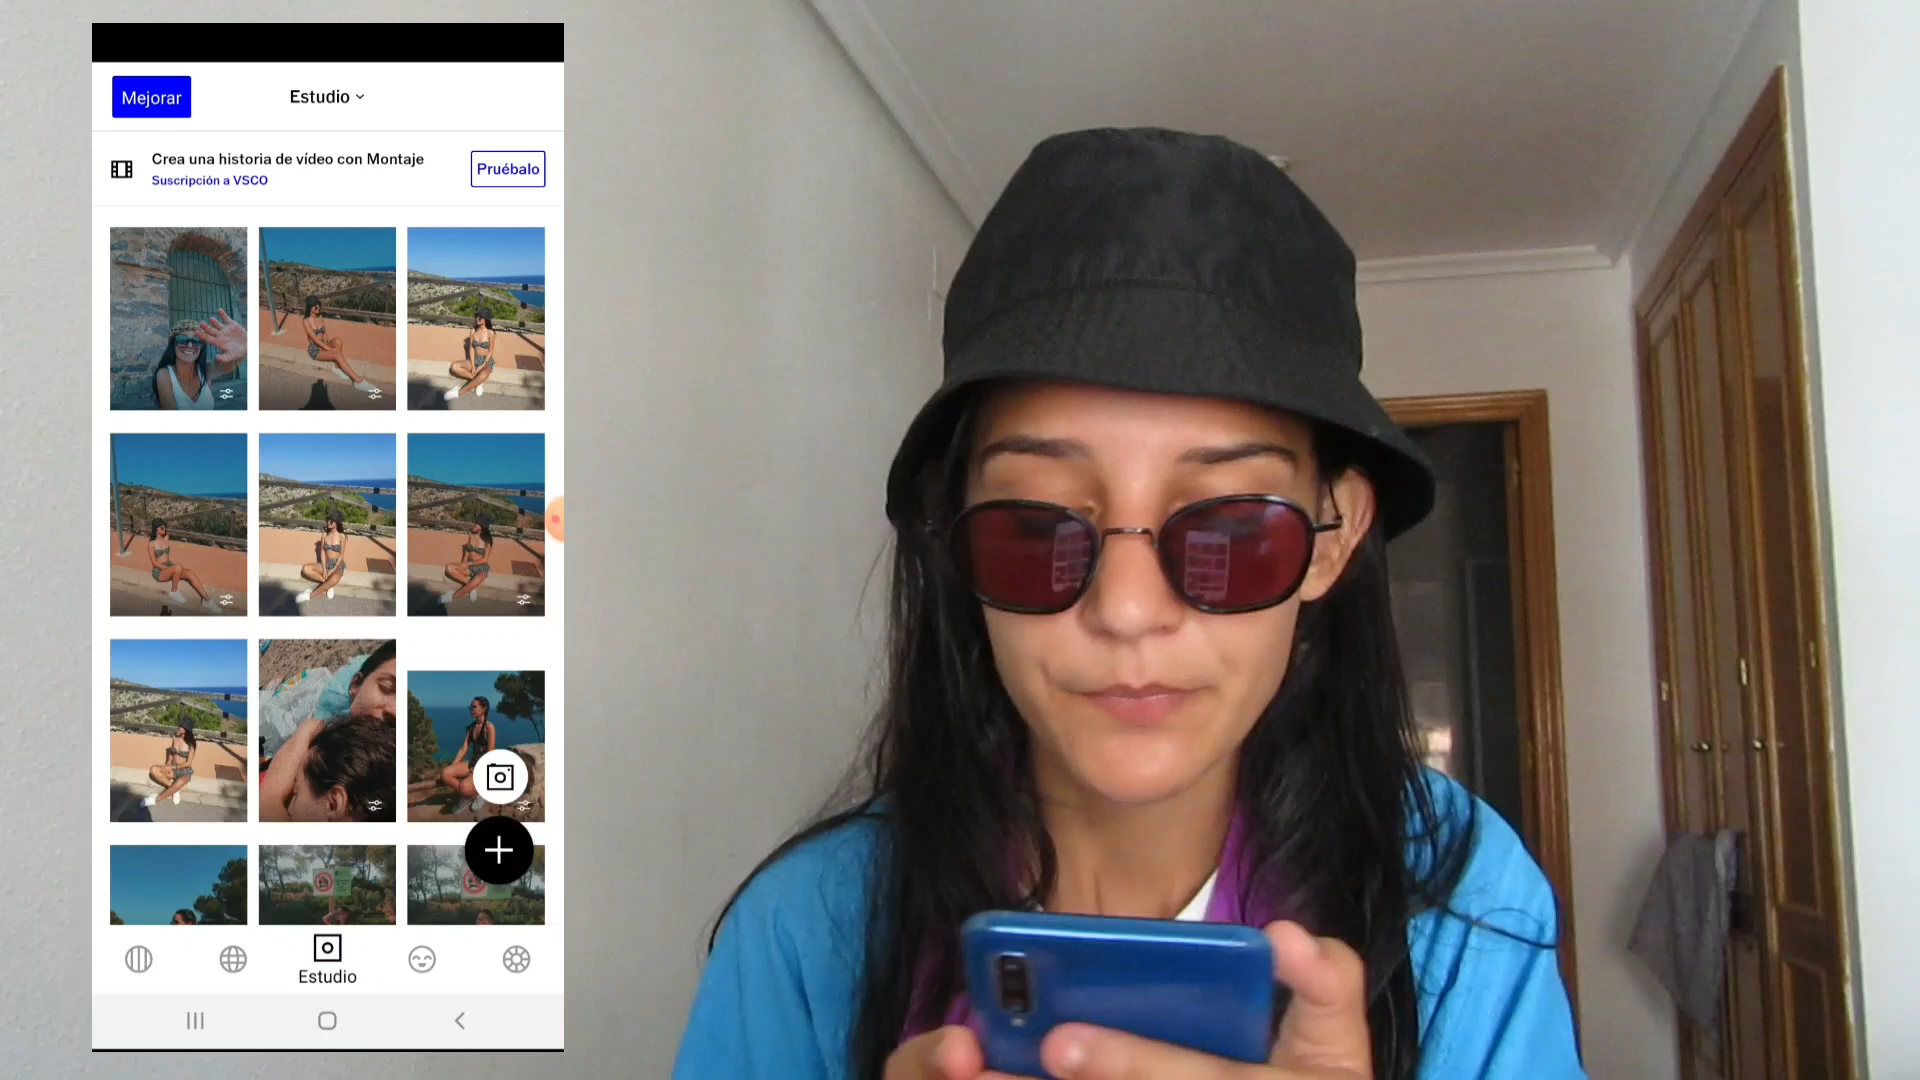 Mejorar
Estudio
Crea una historia de vídeo con Montaje
Suscripción a VSCO
Pruébalo
Estudio